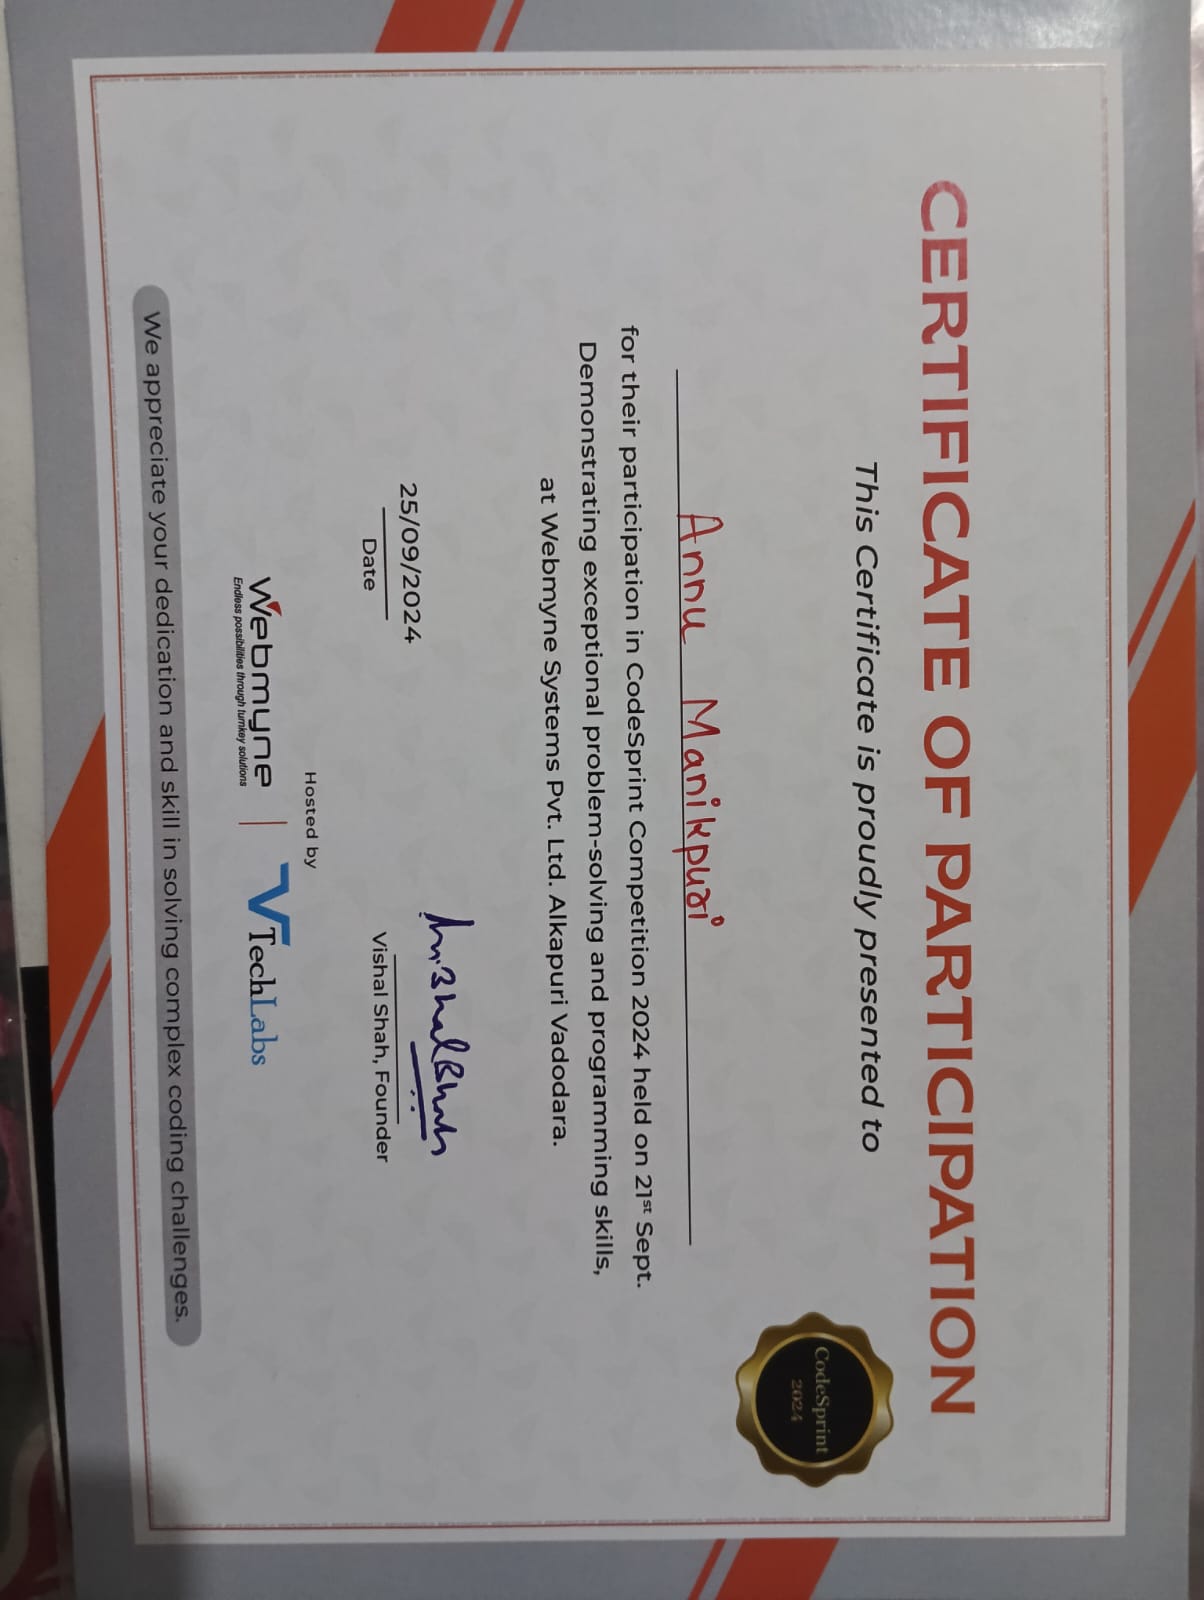 CERTIFICATE OF PARTICIPATION
This Certificate is proudly presented to
CodeSprint
2024
Annu Manikpuri
for their participation in CodeSprint Competition 2024 held on 21st Sept.
Demonstrating exceptional problem-solving and programming skills,
at Webmyne Systems Pvt. Ltd. Alkapuri Vadodara.
25/09/2024
Date
Vishal Shah
Vishal Shah, Founder
Hosted by
Webmyne
Endless possibilities through turnkey solutions
VTechLabs
We appreciate your dedication and skill in solving complex coding challenges.